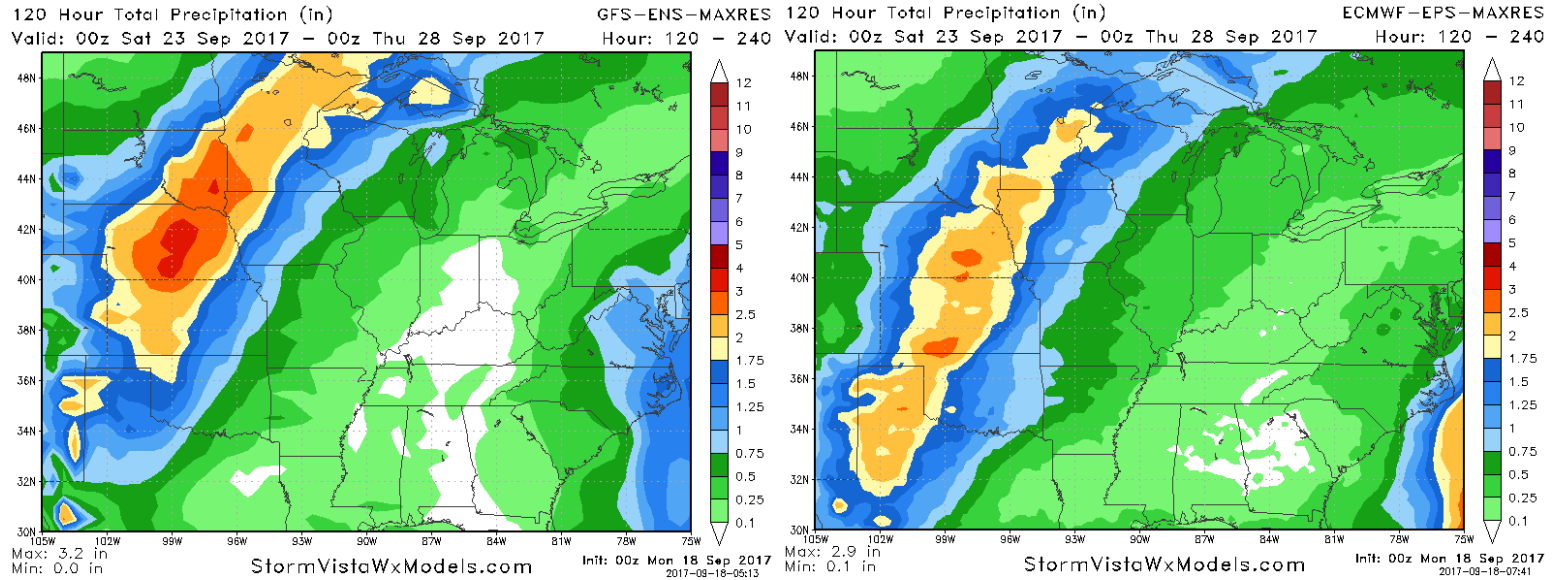 120 Hour Total Precipitation (in)
GFS-ENS-MAXRES
Valid: 00z Sat 23 Sep 2017 - 00z Thu 28 Sep 2017
Hour: 120 - 240
48N
46N
44N
42N
40N
38N
36N
34N
32N
30N
105W
102W
99W
96W
93W
90W
87W
84W
81W
78W
75W
12
11
10
9
8
7
6
5
4
3
2.5
2
1.75
1.5
1.25
1
0.75
0.5
0.25
0.1
Max: 3.2 in
Min: 0.0 in
StormVistaWxModels.com
Init: 00z Mon 18 Sep 2017
2017-09-18-05:13
120 Hour Total Precipitation (in)
ECMWF-EPS-MAXRES
Valid: 00z Sat 23 Sep 2017 - 00z Thu 28 Sep 2017
Hour: 120 - 240
48N
46N
44N
42N
40N
38N
36N
34N
32N
30N
105W
102W
99W
96W
93W
90W
87W
84W
81W
78W
75W
12
11
10
9
8
7
6
5
4
3
2.5
2
1.75
1.5
1.25
1
0.75
0.5
0.25
0.1
Max: 2.9 in
Min: 0.1 in
StormVistaWxModels.com
Init: 00z Mon 18 Sep 2017
2017-09-18-07:41